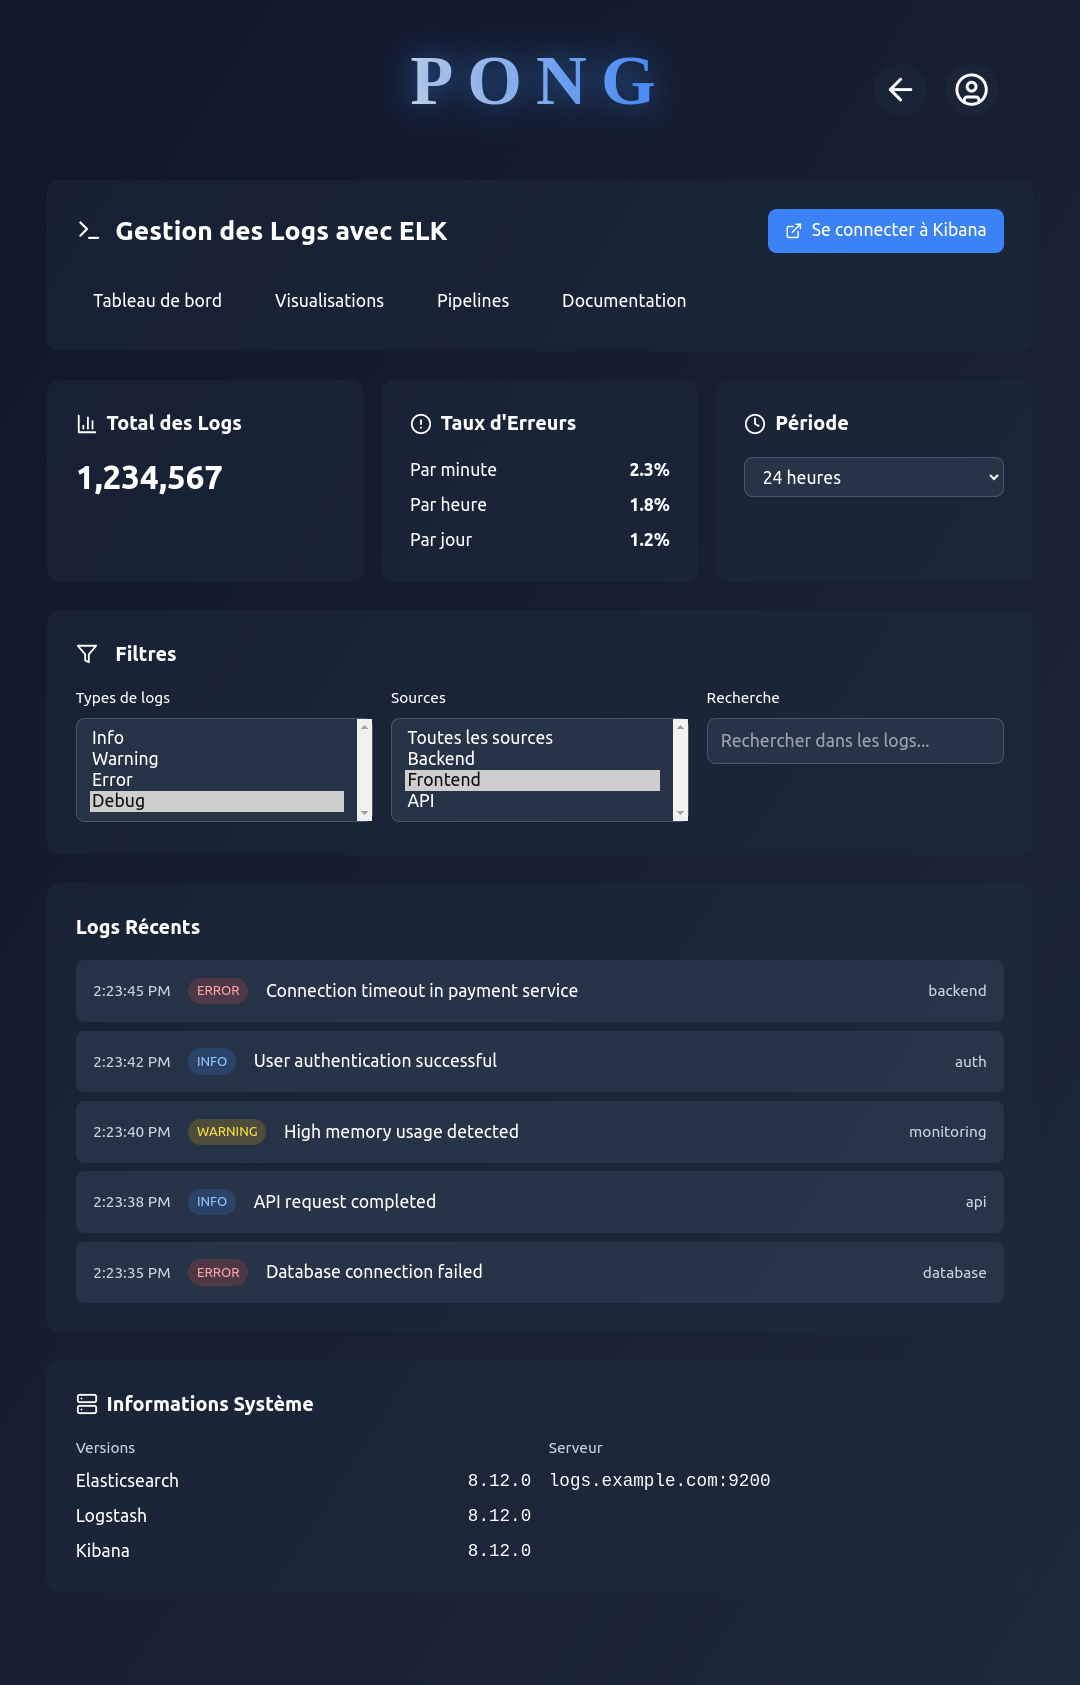 PONG
Gestion des Logs avec ELK
Se connecter à Kibana
Tableau de bord Visualisations Pipelines Documentation
Total des Logs
1,234,567
Taux d'Erreurs
Par minute 2.3%
Par heure 1.8%
Par jour 1.2%
Période
24 heures
Filtres
Types de logs
Info
Warning
Error
Debug
Sources
Toutes les sources
Backend
Frontend
API
Recherche
Rechercher dans les logs...
Logs Récents
2:23:45 PM ERROR Connection timeout in payment service backend
2:23:42 PM INFO User authentication successful auth
2:23:40 PM WARNING High memory usage detected monitoring
2:23:38 PM INFO API request completed api
2:23:35 PM ERROR Database connection failed database
Informations Système
Versions
Elasticsearch 8.12.0
Logstash 8.12.0
Kibana 8.12.0
Serveur
logs.example.com:9200